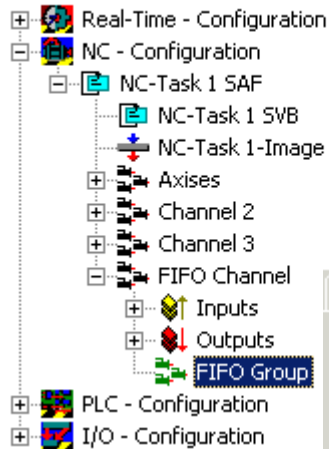 Real-Time - Configuration
NC - Configuration
NC-Task 1 SAF
NC-Task 1 SVB
NC-Task 1-Image
Axises
Channel 2
Channel 3
FIFO Channel
Inputs
Outputs
FIFO Group
PLC - Configuration
I/O - Configuration